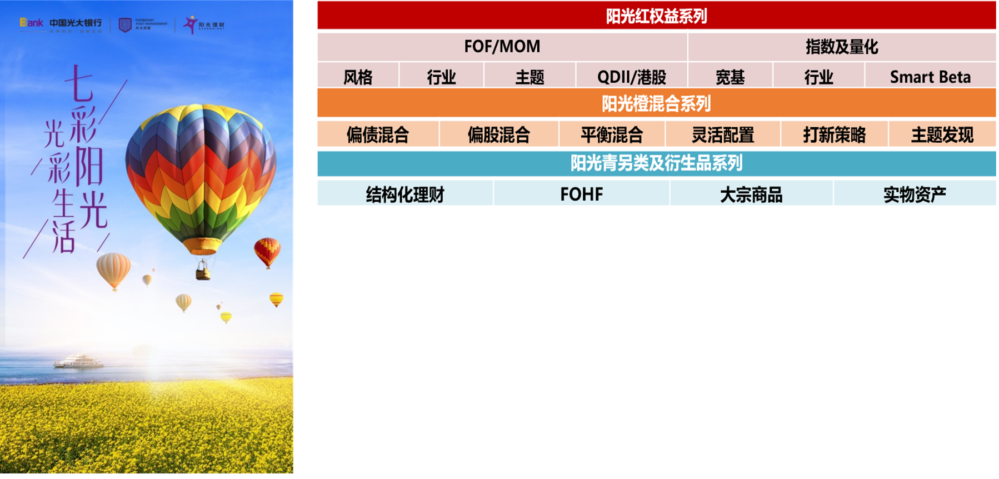 Bank 中国光大银行
EVERBRIGHT
ASSET MANAGEMENT
光大资管
阳光理财
EVERBRIGHT
七彩阳光
光彩生活
阳光红权益系列
FOF/MOM 指数及量化
风格 行业 主题 QDII/港股 宽基 行业 Smart Beta
阳光橙混合系列
偏债混合 偏股混合 平衡混合 灵活配置 打新策略 主题发现
阳光青另类及衍生品系列
结构化理财 FOHF 大宗商品 实物资产